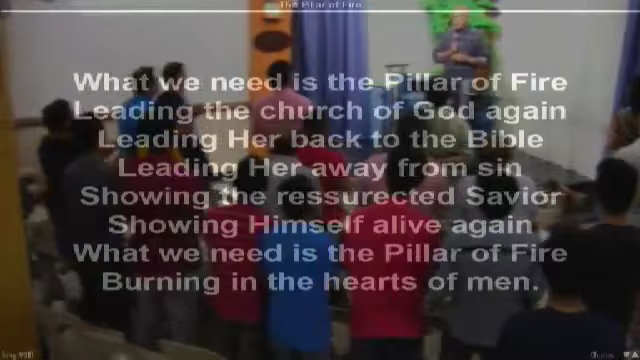 The Pillar of Fire
What we need is the Pillar of Fire
Leading the church of God again
Leading Her back to the Bible
Leading Her away from sin
Showing the ressurected Savior
Showing Himself alive again
What we need is the Pillar of Fire
Burning in the hearts of men.